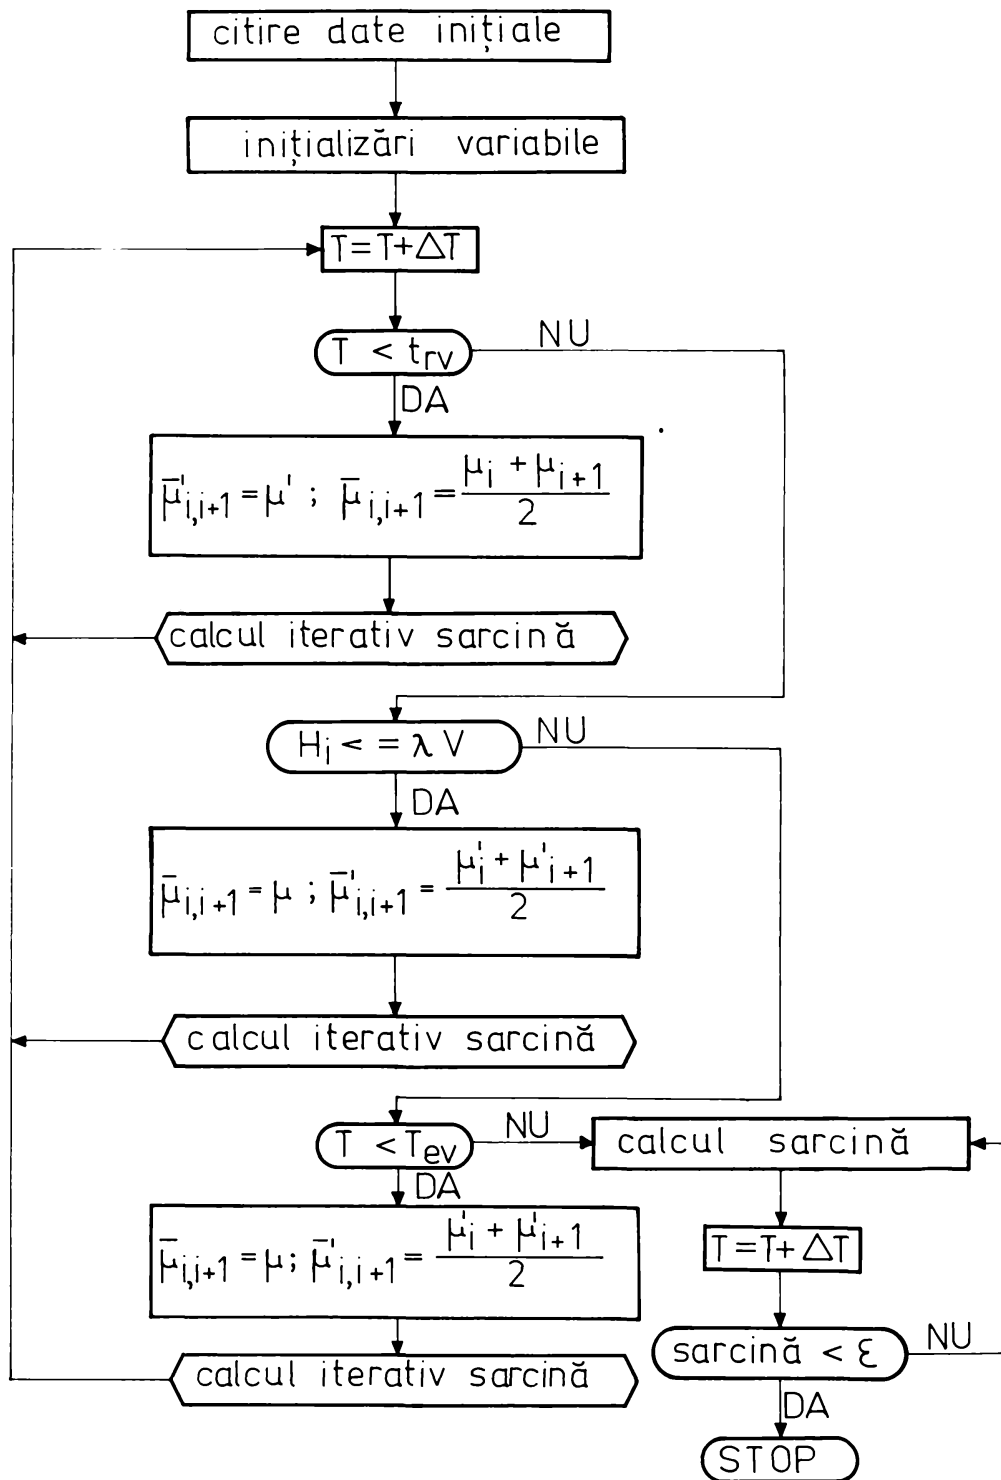 citire date inițiale
inițializări variabile
T = T + ΔT
T < t_rv
NU
DA
μ̄'_i,i+1 = μ' ; μ̄_i,i+1 = (μ_i + μ_i+1)/2
calcul iterativ sarcină
H_i < = λ V
NU
DA
μ̄_i,i+1 = μ ; μ̄'_i,i+1 = (μ'_i + μ'_i+1)/2
calcul iterativ sarcină
T < T_ev
NU
calcul sarcină
DA
μ̄_i,i+1 = μ; μ̄'_i,i+1 = (μ'_i + μ'_i+1)/2
T = T + ΔT
calcul iterativ sarcină
sarcină < ε
NU
DA
STOP